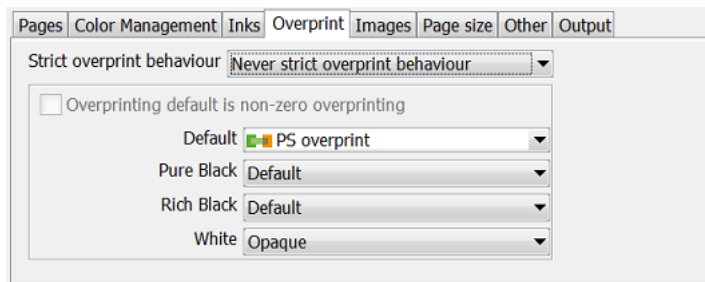 Pages Color Management Inks Overprint Images Page size Other Output
Strict overprint behaviour Never strict overprint behaviour
Overprinting default is non-zero overprinting
Default PS overprint
Pure Black Default
Rich Black Default
White Opaque